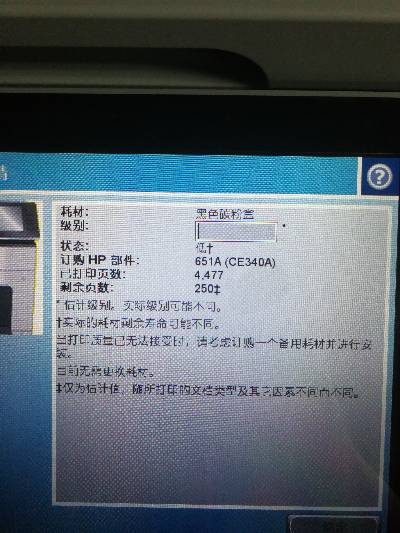 耗材: 黑色碳粉盒
级别: *
状态: 低†
订购 HP 部件: 651A (CE340A)
已打印页数: 4,477
剩余页数: 250‡
* 估计级别。实际级别可能不同。
†实际的耗材剩余寿命可能不同。
当打印质量已无法接受时，请考虑订购一个备用耗材并进行安
装。
目前无需更换耗材。
‡仅为估计值，随所打印的文档类型及其它因素不同而不同。
?